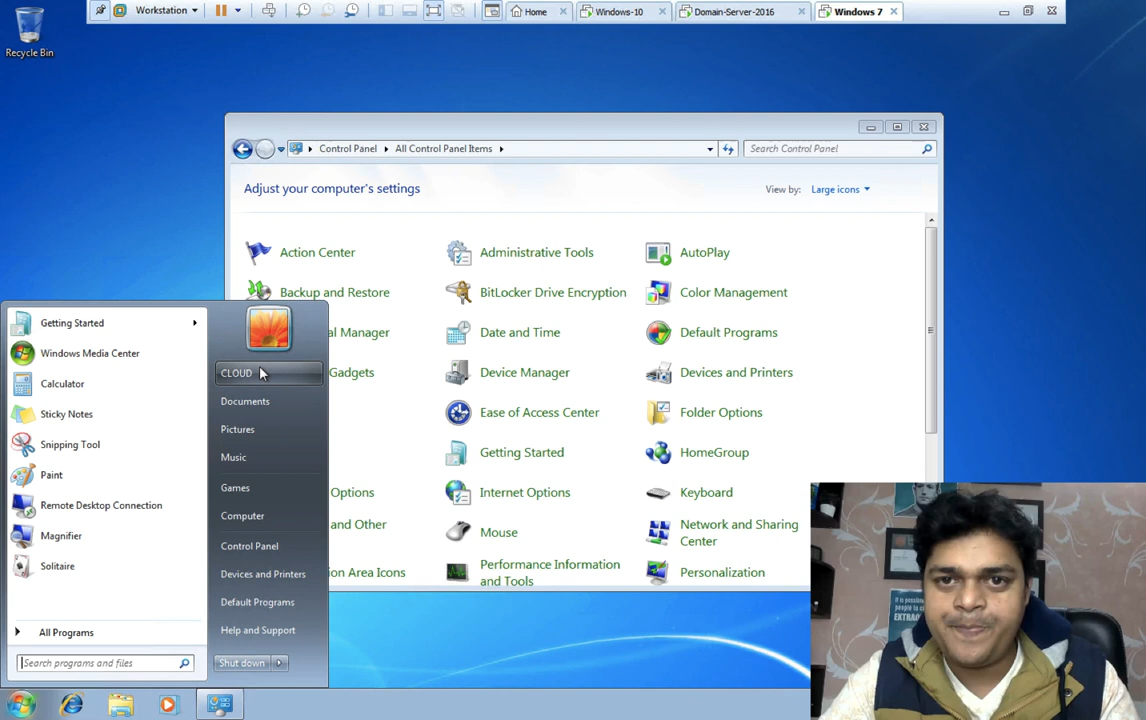 Workstation
Home
Windows-10
Domain-Server-2016
Windows 7
Recycle Bin
Control Panel
All Control Panel Items
Search Control Panel
Adjust your computer's settings
View by:
Large icons
Action Center
Administrative Tools
AutoPlay
Backup and Restore
BitLocker Drive Encryption
Color Management
al Manager
Date and Time
Default Programs
Gadgets
Device Manager
Devices and Printers
Ease of Access Center
Folder Options
Getting Started
HomeGroup
Options
Internet Options
Keyboard
and Other
Mouse
Network and Sharing
Center
ion Area Icons
Performance Information
and Tools
Personalization
Getting Started
Windows Media Center
Calculator
Sticky Notes
Snipping Tool
Paint
Remote Desktop Connection
Magnifier
Solitaire
All Programs
Search programs and files
CLOUD
Documents
Pictures
Music
Games
Computer
Control Panel
Devices and Printers
Default Programs
Help and Support
Shut down